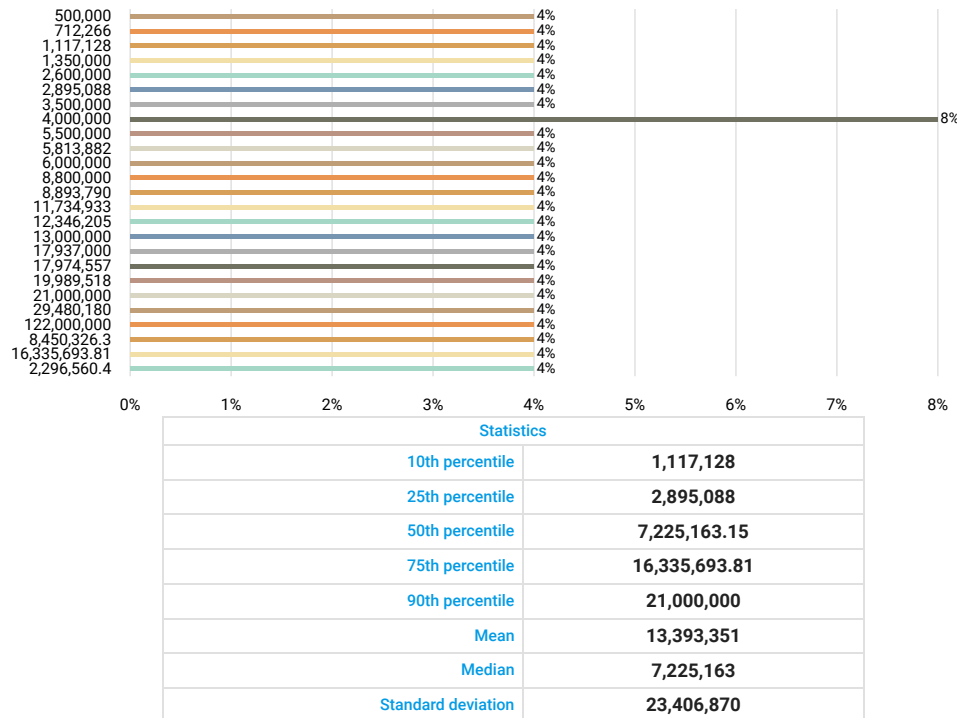 500,000 4%
712,266 4%
1,117,128 4%
1,350,000 4%
2,600,000 4%
2,895,088 4%
3,500,000 4%
4,000,000 8%
5,500,000 4%
5,813,882 4%
6,000,000 4%
8,800,000 4%
8,893,790 4%
11,734,933 4%
12,346,205 4%
13,000,000 4%
17,937,000 4%
17,974,557 4%
19,989,518 4%
21,000,000 4%
29,480,180 4%
122,000,000 4%
8,450,326.3 4%
16,335,693.81 4%
2,296,560.4 4%
0% 1% 2% 3% 4% 5% 6% 7% 8%
Statistics
10th percentile 1,117,128
25th percentile 2,895,088
50th percentile 7,225,163.15
75th percentile 16,335,693.81
90th percentile 21,000,000
Mean 13,393,351
Median 7,225,163
Standard deviation 23,406,870